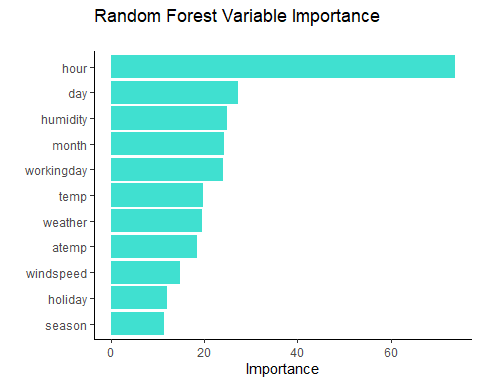 Random Forest Variable Importance
hour
day
humidity
month
workingday
temp
weather
atemp
windspeed
holiday
season
0 20 40 60
Importance